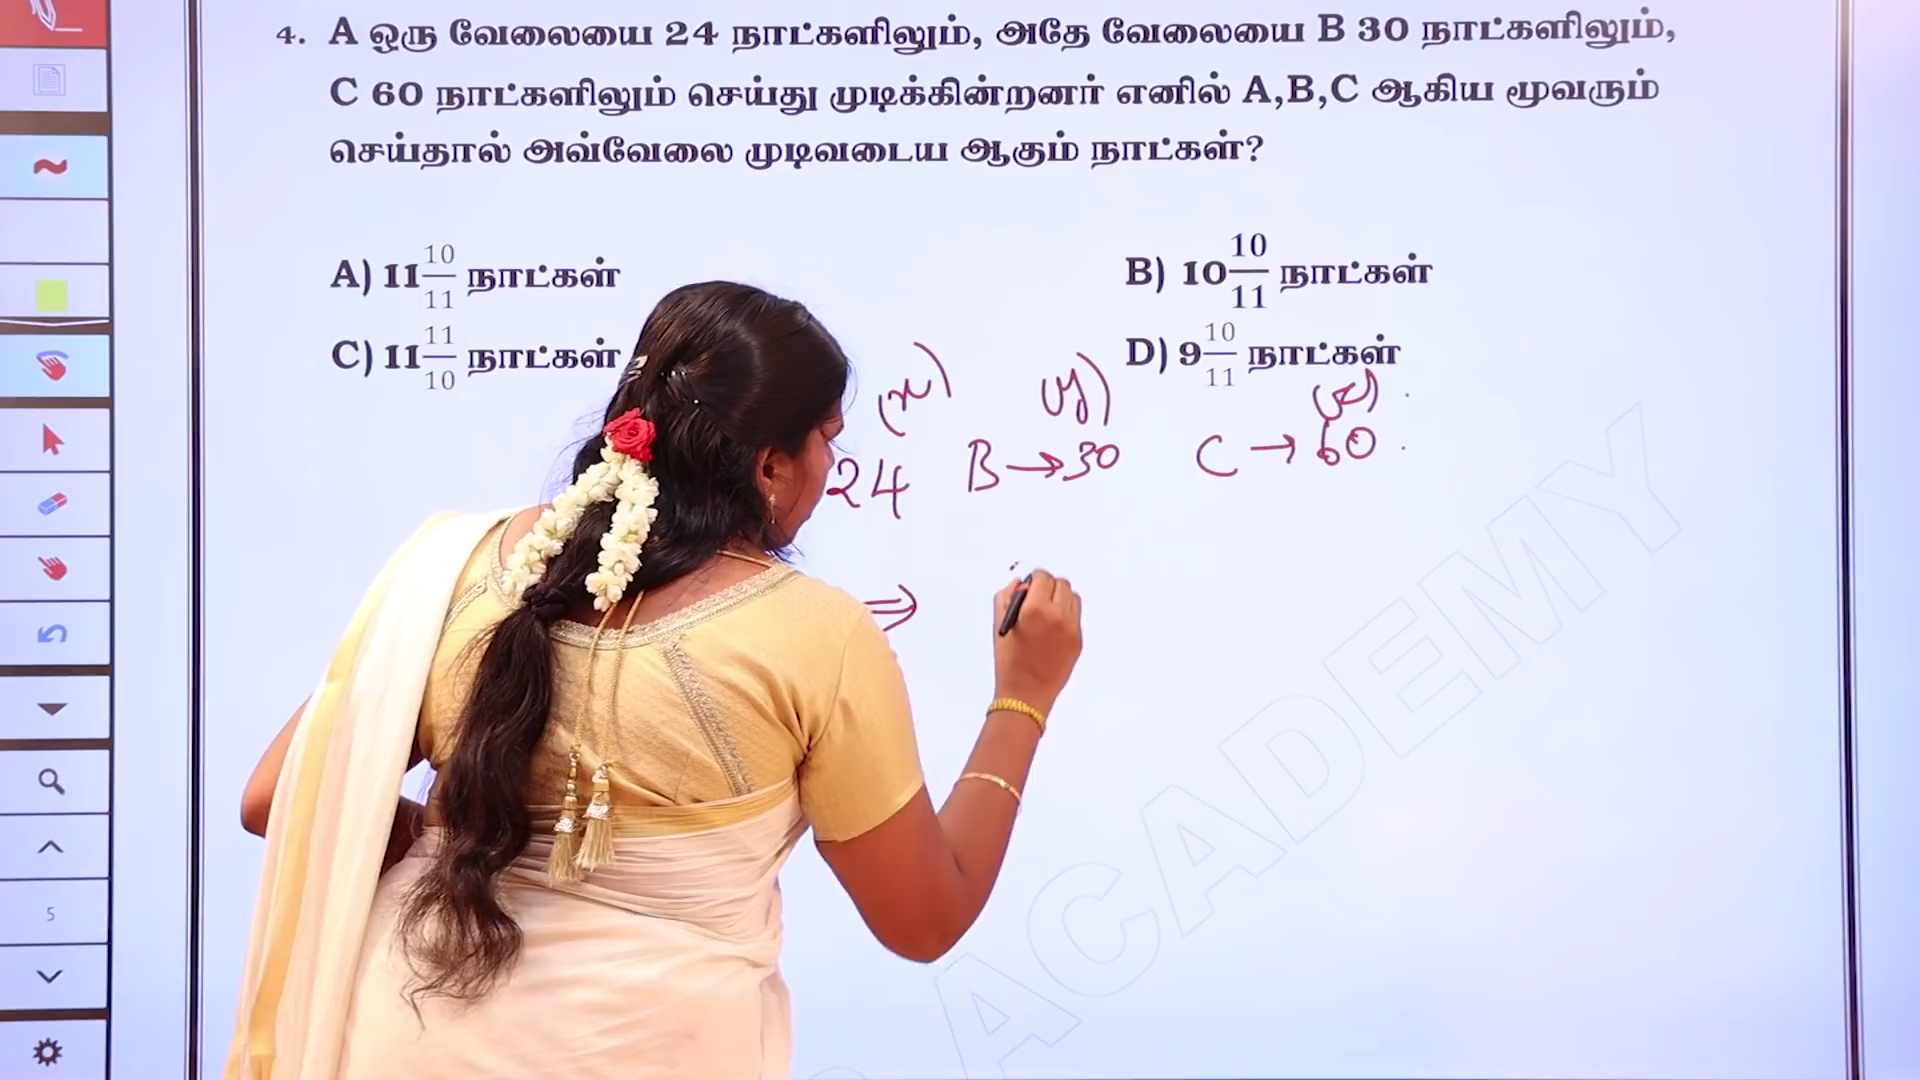 4. A ஒரு வேலையை 24 நாட்களிலும், அதே வேலையை B 30 நாட்களிலும்,
C 60 நாட்களிலும் செய்து முடிக்கின்றனர் எனில் A,B,C ஆகிய மூவரும்
செய்தால் அவ்வேலை முடிவடைய ஆகும் நாட்கள்?
A) 11 10/11 நாட்கள்
B) 10 10/11 நாட்கள்
C) 11 11/10 நாட்கள்
D) 9 10/11 நாட்கள்
(x) (y) (z)
24 B → 30 C → 60
⇒
ACADEMY
5